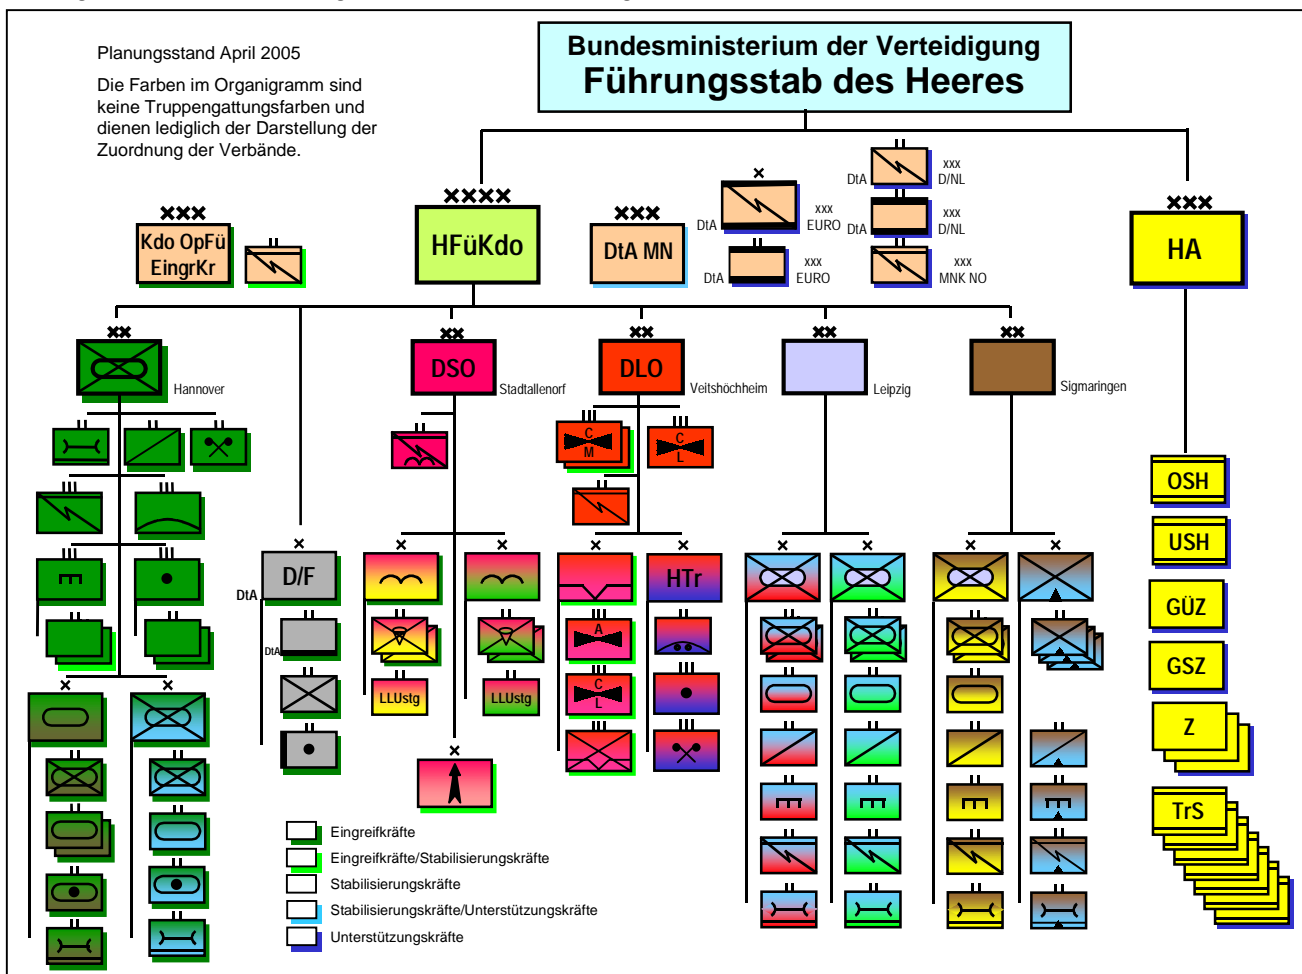 Planungsstand April 2005
Die Farben im Organigramm sind
keine Truppengattungsfarben und
dienen lediglich der Darstellung der
Zuordnung der Verbände.
Bundesministerium der Verteidigung
Führungsstab des Heeres
xxx
Kdo OpFü
EingrKr
xxxx
HFüKdo
xxx
DtA MN
x
DtA
xxx
EURO
DtA
xxx
EURO
DtA
xxx
D/NL
DtA
xxx
D/NL
xxx
MNK NO
xxx
HA
xx
Hannover
xx
DSO
Stadtallenorf
xx
DLO
Veitshöchheim
xx
Leipzig
xx
Sigmaringen
C
M
C
L
OSH
USH
GÜZ
GSZ
Z
TrS
x
D/F
DtA
DtA
x
LLUstg
x
LLUstg
x
x
A
C
L
x
HTr
x
x
x
x
x
x
Eingreifkräfte
Eingreifkräfte/Stabilisierungskräfte
Stabilisierungskräfte
Stabilisierungskräfte/Unterstützungskräfte
Unterstützungskräfte